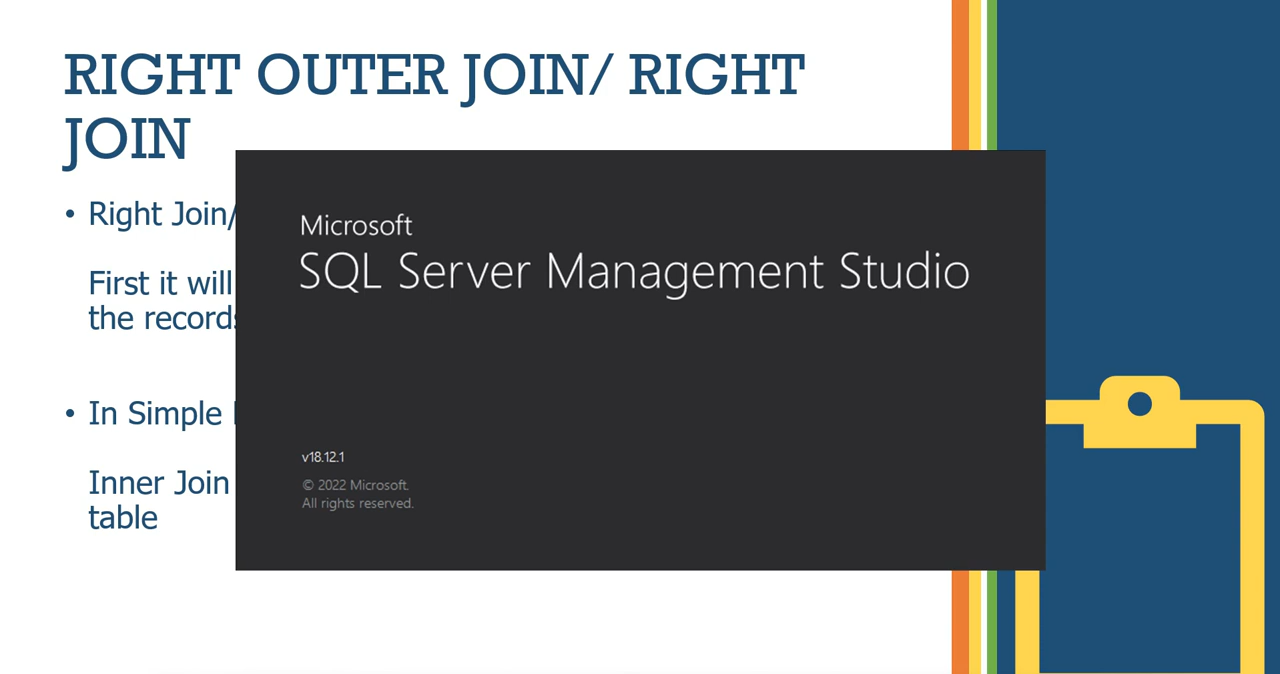 RIGHT OUTER JOIN/ RIGHT
JOIN
• Right Join/
First it will
the records
• In Simple
Inner Join
table
Microsoft
SQL Server Management Studio
v18.12.1
© 2022 Microsoft.
All rights reserved.